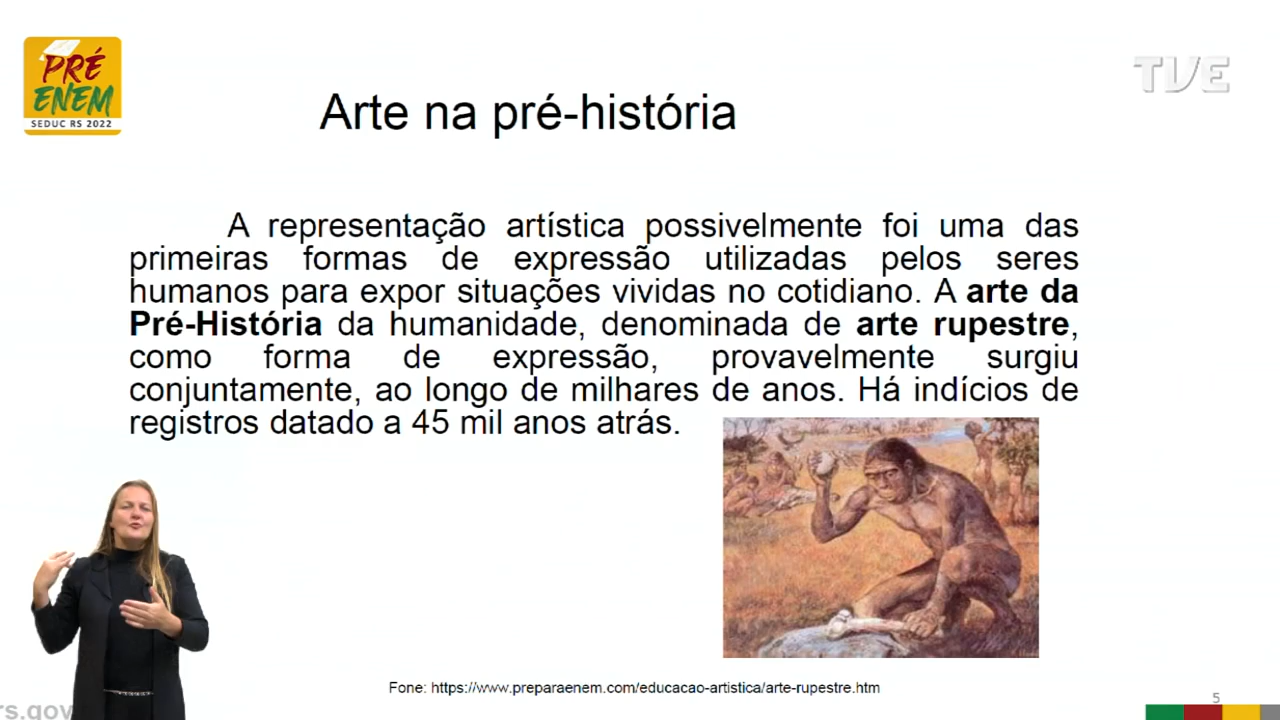 PRÉ
ENEM
SEDUC RS 2022
TVE
Arte na pré-história
A representação artística possivelmente foi uma das
primeiras formas de expressão utilizadas pelos seres
humanos para expor situações vividas no cotidiano. A arte da
Pré-História da humanidade, denominada de arte rupestre,
como forma de expressão, provavelmente surgiu
conjuntamente, ao longo de milhares de anos. Há indícios de
registros datado a 45 mil anos atrás.
Fone: https://www.preparaenem.com/educacao-artistica/arte-rupestre.htm
5
rs.gov